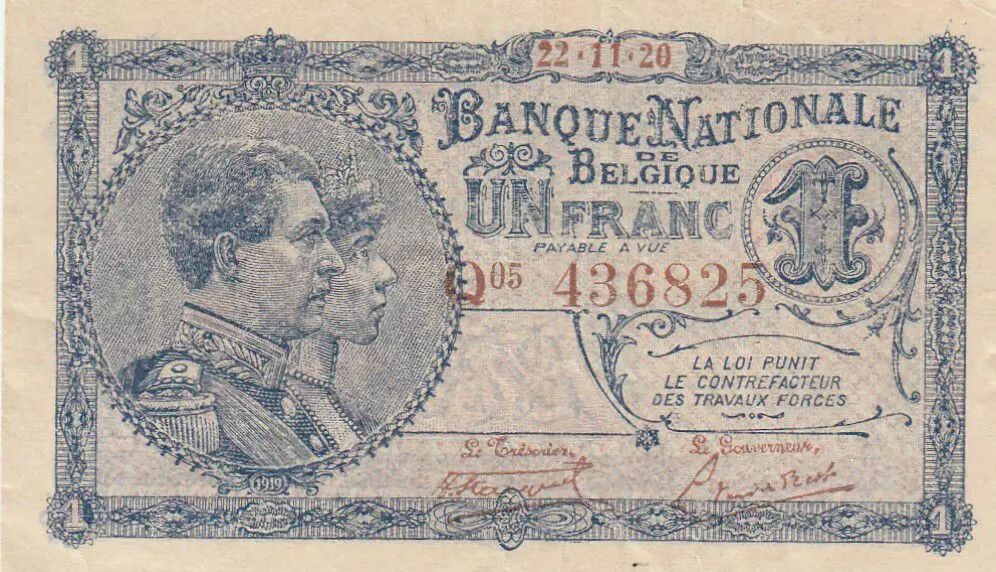 1
22·11·20
1
BANQUE NATIONALE
DE
BELGIQUE
UN FRANC
1F
PAYABLE A VUE
Q05 436825
LA LOI PUNIT
LE CONTREFACTEUR
DES TRAVAUX FORCES
Le Trésorier,
Le Gouverneur,
1919
1
1